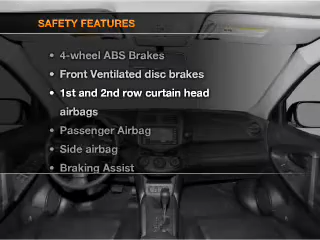 SAFETY FEATURES
• 4-wheel ABS Brakes
• Front Ventilated disc brakes
• 1st and 2nd row curtain head
airbags
• Passenger Airbag
• Side airbag
• Braking Assist